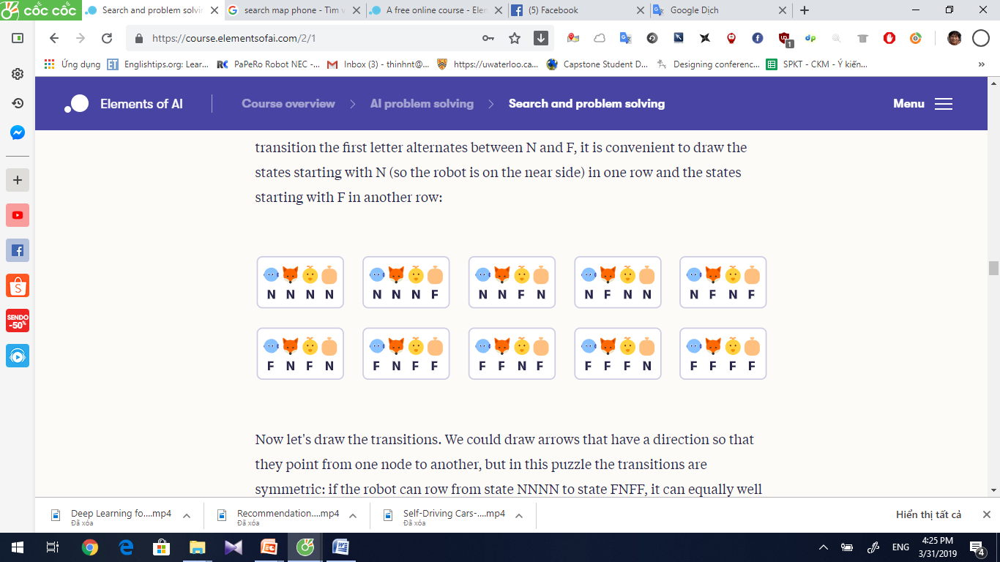 cốc cốc
Search and problem solvin
search map phone - Tìm v
A free online course - Elen
(5) Facebook
Google Dịch
https://course.elementsofai.com/2/1
1
Ứng dụng
ET
Englishtips.org: Lear...
RC
PaPeRo Robot NEC -...
Inbox (3) - thinhnt@...
https://uwaterloo.ca...
Capstone Student D...
Designing conferenc...
SPKT - CKM - Ý kiến...
Elements of AI
Course overview
AI problem solving
Search and problem solving
Menu
transition the first letter alternates between N and F, it is convenient to draw the
states starting with N (so the robot is on the near side) in one row and the states
starting with F in another row:
N N N N
N N N F
N N F N
N F N N
N F N F
F N F N
F N F F
F F N F
F F F N
F F F F
Now let's draw the transitions. We could draw arrows that have a direction so that
they point from one node to another, but in this puzzle the transitions are
symmetric: if the robot can row from state NNNN to state FNFF, it can equally well
SENDO
-50%
Deep Learning fo....mp4
Đã xóa
Recommendation....mp4
Đã xóa
Self-Driving Cars-....mp4
Đã xóa
Hiển thị tất cả
ENG
4:25 PM
3/31/2019
4